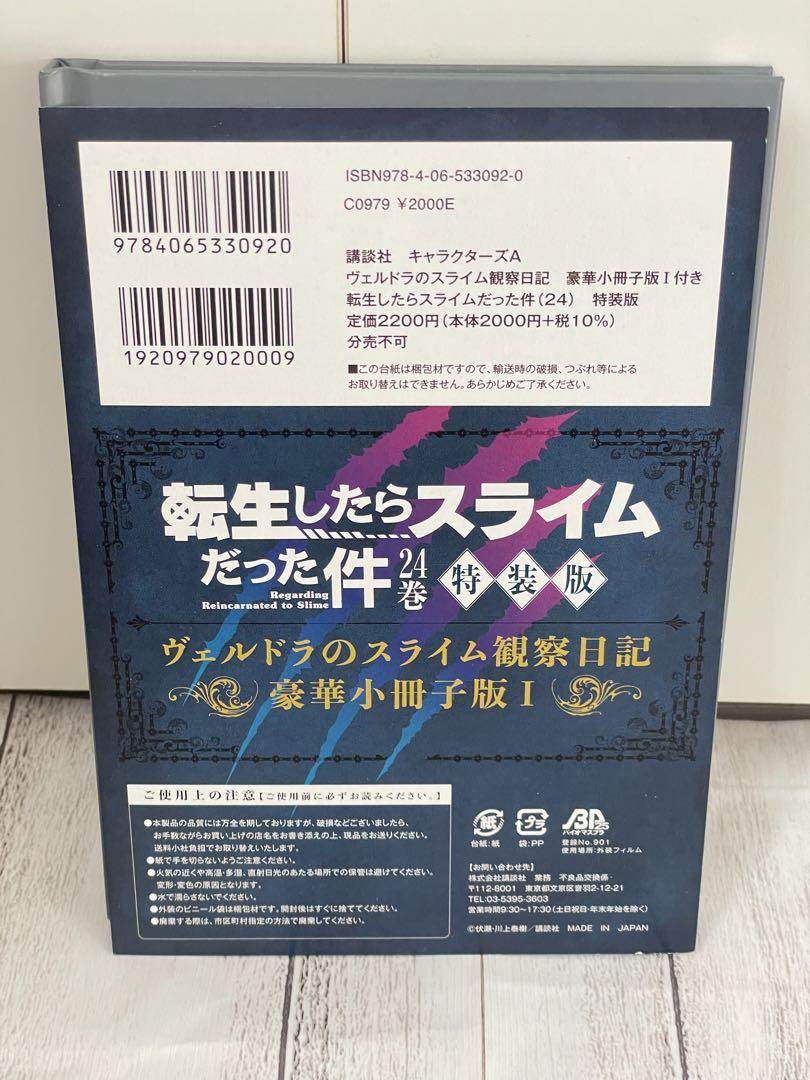 ISBN978-4-06-533092-0
C0979 ¥2000E
9784065330920
講談社 キャラクターズA
ヴェルドラのスライム観察日記 豪華小冊子版Ⅰ付き
転生したらスライムだった件(24) 特装版
定価2200円(本体2000円+税10%)
分売不可
1920979020009
■この台紙は梱包材ですので、輸送時の破損、つぶれ等による
お取り替えはできません。あらかじめご了承ください。
転生したらスライム
だった件 24巻 特装版
Regarding
Reincarnated to Slime
ヴェルドラのスライム観察日記
豪華小冊子版Ⅰ
ご使用上の注意【ご使用前に必ずお読みください。】
●本製品の品質には万全を期しておりますが、破損などございましたら、
お手数ながらお買い上げの店名をお書き添えの上、現品をお送りください。
送料小社負担でお取り替えいたします。
●紙で手を切らないようご注意ください。
●火気の近くや高温・多湿、直射日光のあたる場所での保管は避けてください。
変形・変色の原因となります。
●水で濡らさないでください。
●外装のビニール袋は梱包材です。開封後はすぐに捨ててください。
●廃棄する際は、市区町村指定の方法で廃棄してください。
紙
台紙:紙
プラ
袋:PP
BP25
バイオマスプラ
登録No.901
使用場所:外装フィルム
【お問い合わせ先】
株式会社講談社 業務 不良品交換係
〒112-8001 東京都文京区音羽2-12-21
TEL:03-5395-3603
営業時間9:30~17:30(土日祝日・年末年始を除く)
©伏瀬・川上泰樹/講談社 MADE IN JAPAN